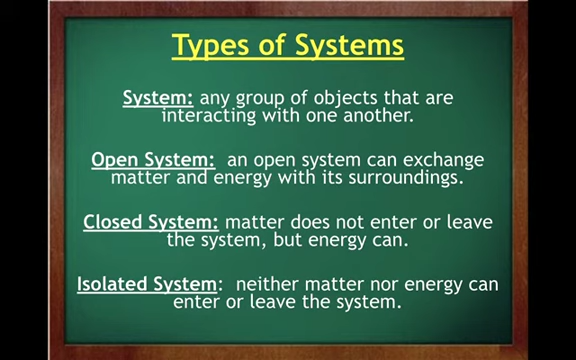 Types of Systems
System: any group of objects that are
interacting with one another.
Open System: an open system can exchange
matter and energy with its surroundings.
Closed System: matter does not enter or leave
the system, but energy can.
Isolated System: neither matter nor energy can
enter or leave the system.